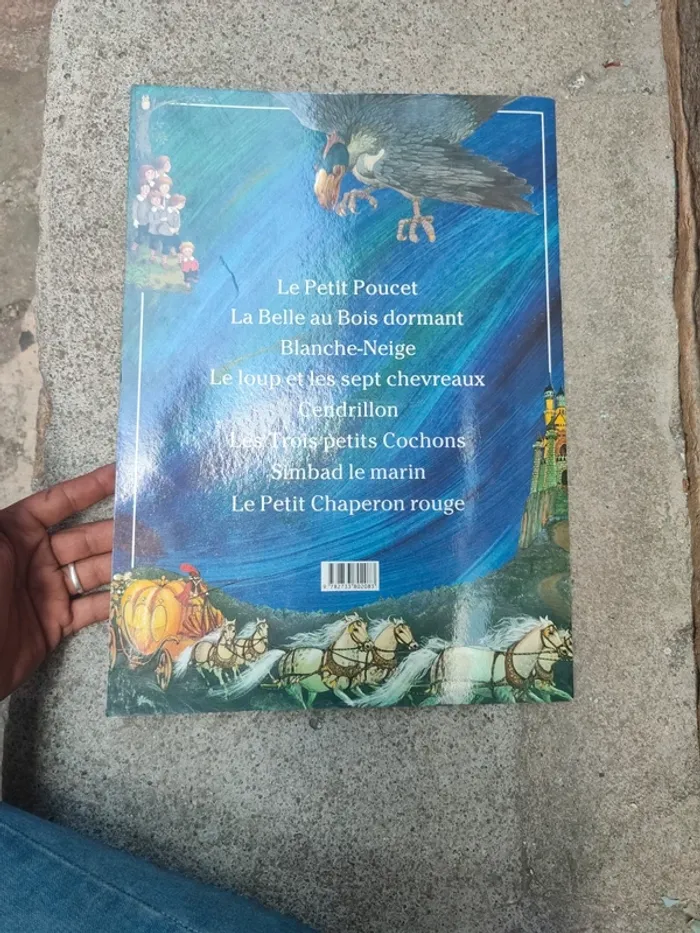 Le Petit Poucet
La Belle au Bois dormant
Blanche-Neige
Le loup et les sept chevreaux
Cendrillon
Les Trois petits Cochons
Simbad le marin
Le Petit Chaperon rouge